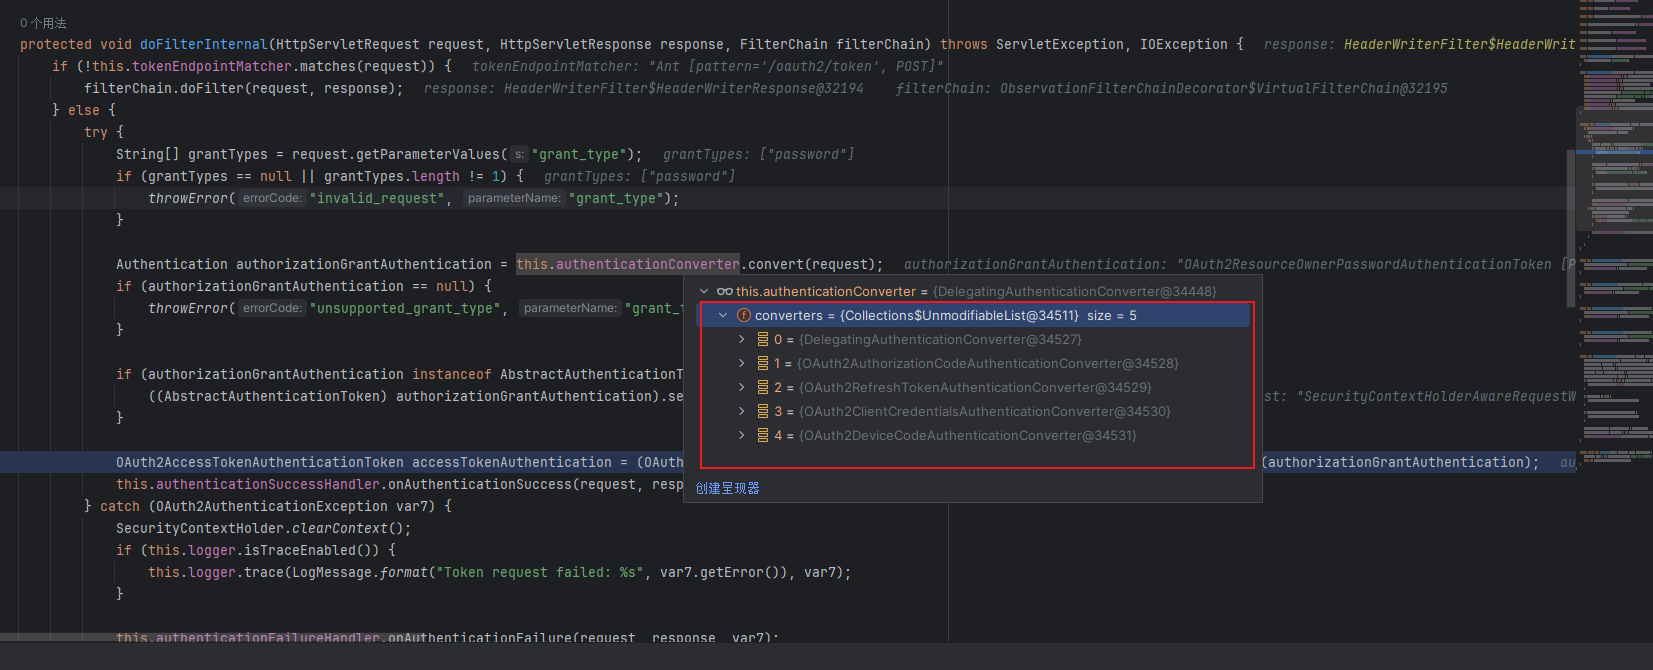 0 个用法
protected void doFilterInternal(HttpServletRequest request, HttpServletResponse response, FilterChain filterChain) throws ServletException, IOException {   response: HeaderWriterFilter$HeaderWrit
if (!this.tokenEndpointMatcher.matches(request)) {   tokenEndpointMatcher: "Ant [pattern='/oauth2/token', POST]"
filterChain.doFilter(request, response);   response: HeaderWriterFilter$HeaderWriterResponse@32194    filterChain: ObservationFilterChainDecorator$VirtualFilterChain@32195
} else {
try {
String[] grantTypes = request.getParameterValues( s: "grant_type");   grantTypes: ["password"]
if (grantTypes == null || grantTypes.length != 1) {   grantTypes: ["password"]
throwError( errorCode: "invalid_request",  parameterName: "grant_type");
}
Authentication authorizationGrantAuthentication = this.authenticationConverter.convert(request);   authorizationGrantAuthentication: "OAuth2ResourceOwnerPasswordAuthenticationToken [P
if (authorizationGrantAuthentication == null) {
throwError( errorCode: "unsupported_grant_type",  parameterName: "grant_t
}
if (authorizationGrantAuthentication instanceof AbstractAuthenticationT
((AbstractAuthenticationToken) authorizationGrantAuthentication).se
st: "SecurityContextHolderAwareRequestW
}
OAuth2AccessTokenAuthenticationToken accessTokenAuthentication = (OAuth
(authorizationGrantAuthentication);   au
this.authenticationSuccessHandler.onAuthenticationSuccess(request, resp
} catch (OAuth2AuthenticationException var7) {
SecurityContextHolder.clearContext();
if (this.logger.isTraceEnabled()) {
this.logger.trace(LogMessage.format("Token request failed: %s", var7.getError()), var7);
}
this.authenticationFailureHandler.onAuthenticationFailure(request, response, var7);
this.authenticationConverter = {DelegatingAuthenticationConverter@34448}
converters = {Collections$UnmodifiableList@34511}  size = 5
0 = {DelegatingAuthenticationConverter@34527}
1 = {OAuth2AuthorizationCodeAuthenticationConverter@34528}
2 = {OAuth2RefreshTokenAuthenticationConverter@34529}
3 = {OAuth2ClientCredentialsAuthenticationConverter@34530}
4 = {OAuth2DeviceCodeAuthenticationConverter@34531}
创建呈现器